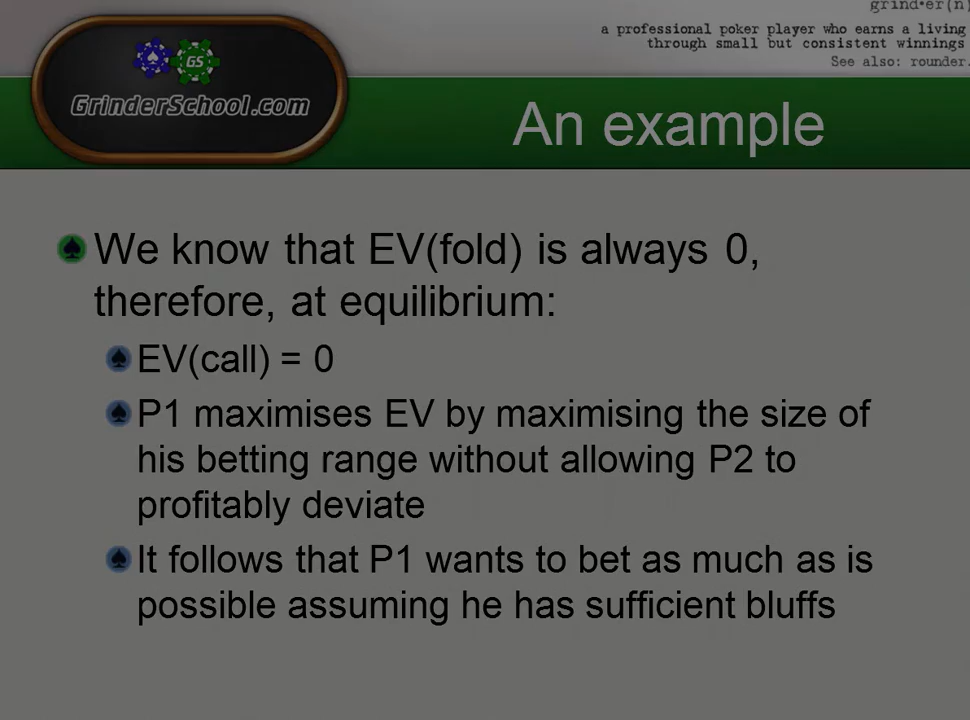 grind•er(n)
a professional poker player who earns a living
through small but consistent winnings
See also: rounder.
GS
GrinderSchool.com
An example
We know that EV(fold) is always 0,
therefore, at equilibrium:
EV(call) = 0
P1 maximises EV by maximising the size of
his betting range without allowing P2 to
profitably deviate
It follows that P1 wants to bet as much as is
possible assuming he has sufficient bluffs